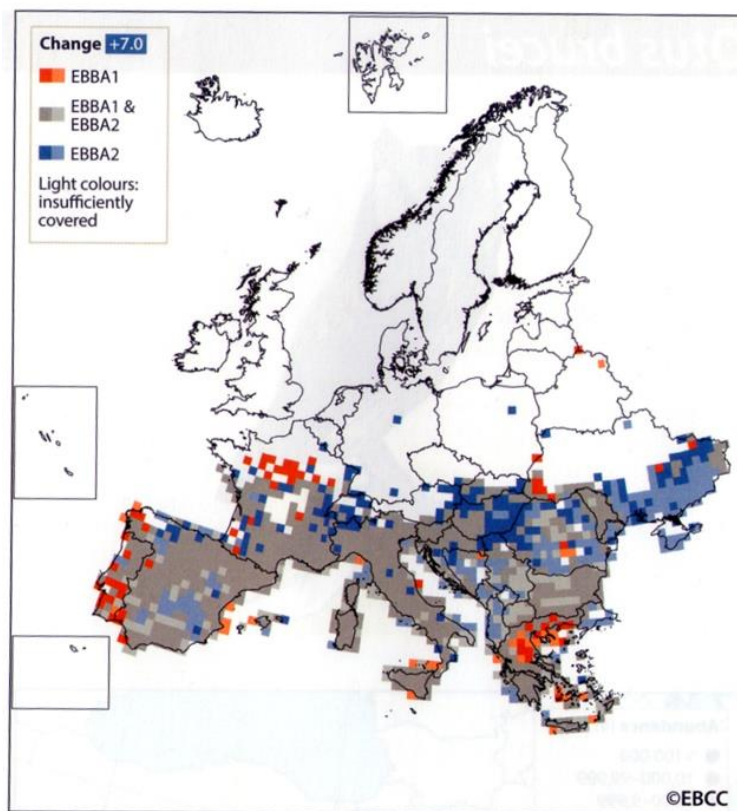 Change +7.0
EBBA1
EBBA1 &
EBBA2
EBBA2
Light colours:
insufficiently
covered
©EBCC